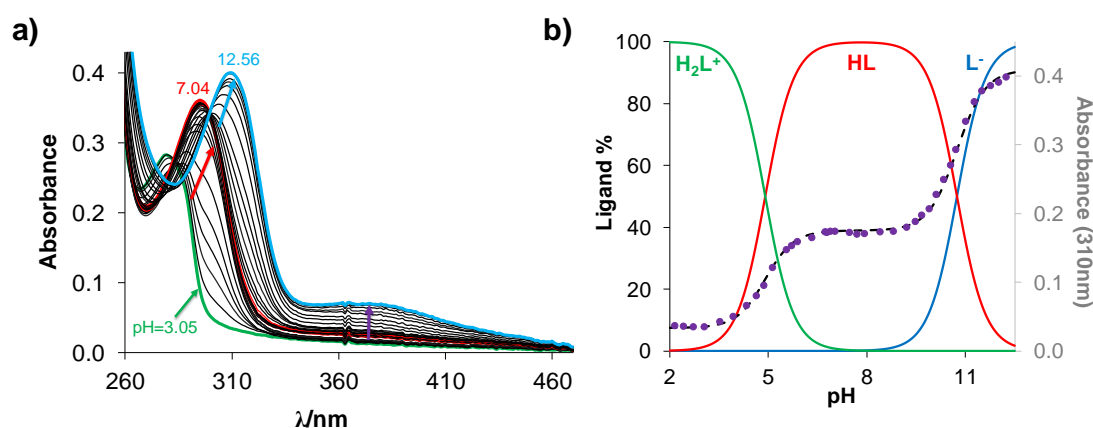 a)
Absorbance
0.4
0.3
0.2
0.1
0.0
12.56
7.04
pH=3.05
260
310
360
410
460
λ/nm
b)
Ligand %
100
80
60
40
20
0
H₂L⁺
HL
L⁻
0.4
0.3
0.2
0.1
0.0
Absorbance (310nm)
2
5
8
11
pH